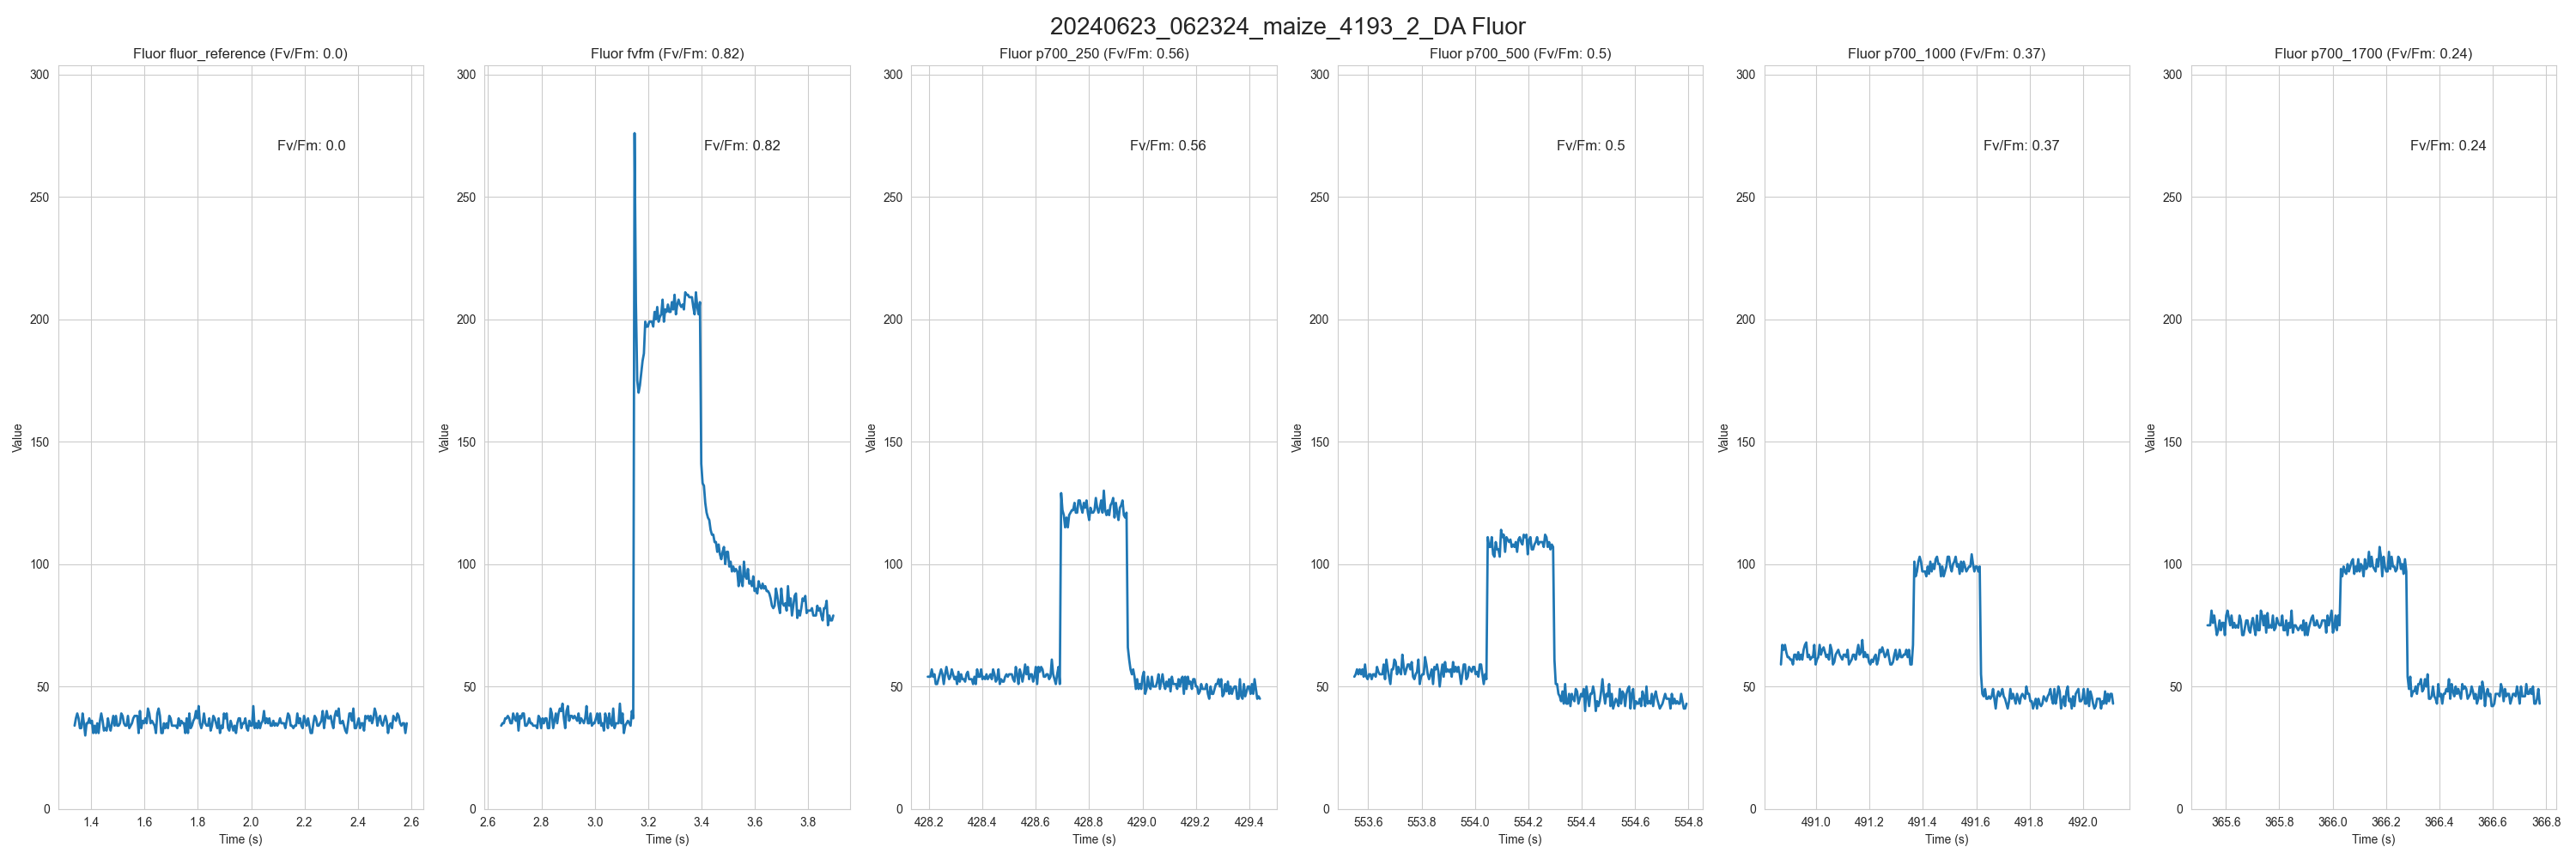 20240623_062324_maize_4193_2_DA Fluor
Fluor fluor_reference (Fv/Fm: 0.0)
300
250
200
150
100
50
0
Value
Fv/Fm: 0.0
1.4 1.6 1.8 2.0 2.2 2.4 2.6
Time (s)
Fluor fvfm (Fv/Fm: 0.82)
300
250
200
150
100
50
0
Value
Fv/Fm: 0.82
2.6 2.8 3.0 3.2 3.4 3.6 3.8
Time (s)
Fluor p700_250 (Fv/Fm: 0.56)
300
250
200
150
100
50
0
Value
Fv/Fm: 0.56
428.2 428.4 428.6 428.8 429.0 429.2 429.4
Time (s)
Fluor p700_500 (Fv/Fm: 0.5)
300
250
200
150
100
50
0
Value
Fv/Fm: 0.5
553.6 553.8 554.0 554.2 554.4 554.6 554.8
Time (s)
Fluor p700_1000 (Fv/Fm: 0.37)
300
250
200
150
100
50
0
Value
Fv/Fm: 0.37
491.0 491.2 491.4 491.6 491.8 492.0
Time (s)
Fluor p700_1700 (Fv/Fm: 0.24)
300
250
200
150
100
50
0
Value
Fv/Fm: 0.24
365.6 365.8 366.0 366.2 366.4 366.6 366.8
Time (s)